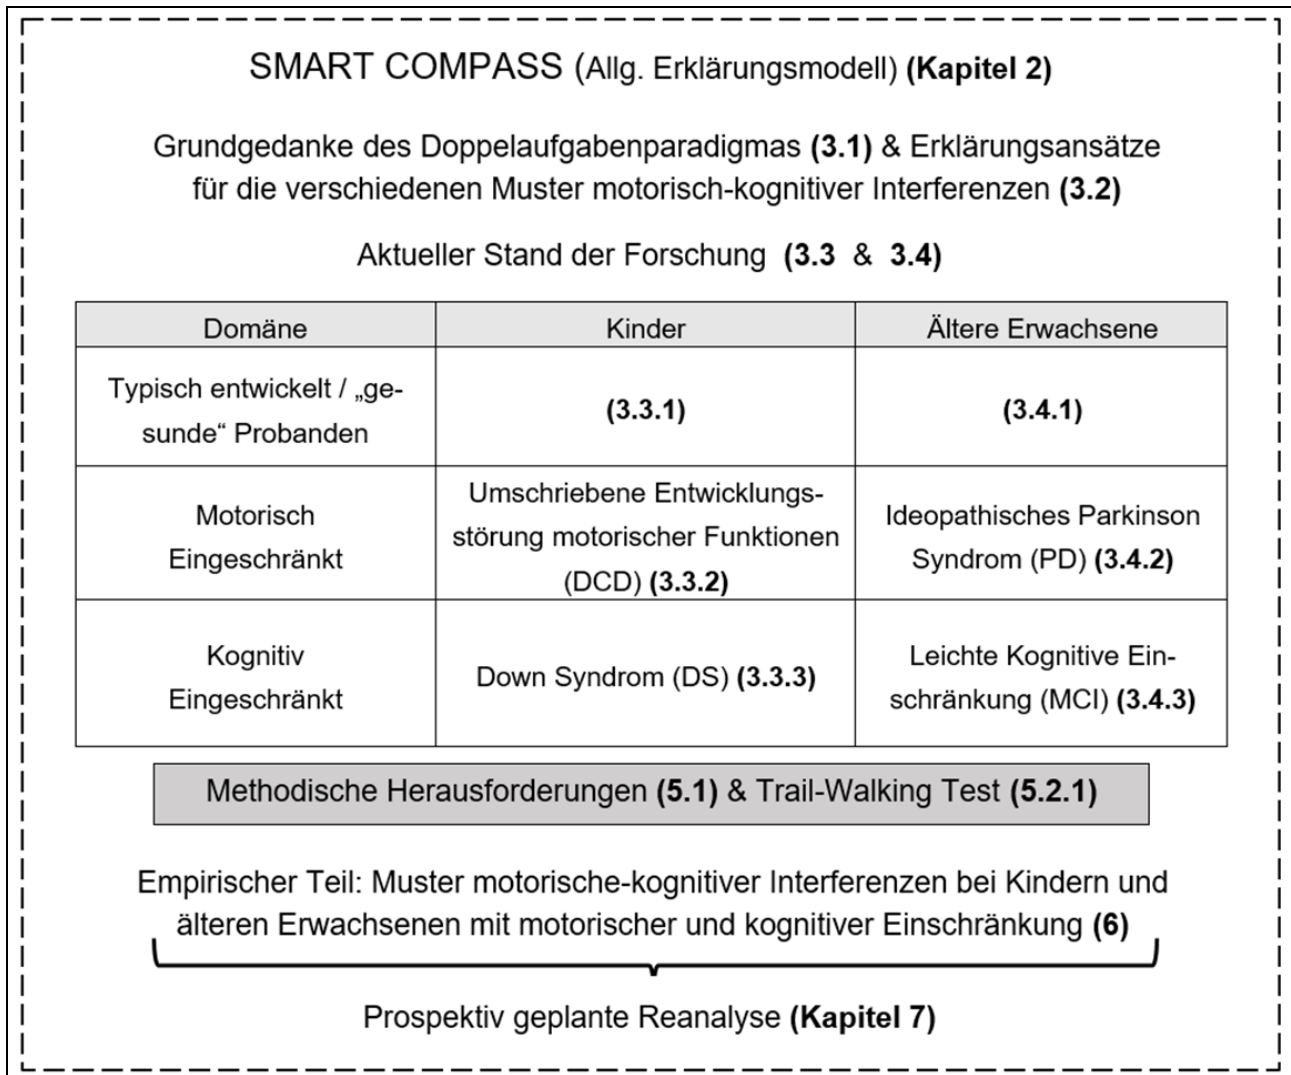 SMART COMPASS (Allg. Erklärungsmodell) (Kapitel 2)
Grundgedanke des Doppelaufgabenparadigmas (3.1) & Erklärungsansätze
für die verschiedenen Muster motorisch-kognitiver Interferenzen (3.2)
Aktueller Stand der Forschung (3.3 & 3.4)
Domäne
Kinder
Ältere Erwachsene
Typisch entwickelt / „ge-
sunde“ Probanden
(3.3.1)
(3.4.1)
Motorisch
Eingeschränkt
Umschriebene Entwicklungs-
störung motorischer Funktionen
(DCD) (3.3.2)
Ideopathisches Parkinson
Syndrom (PD) (3.4.2)
Kognitiv
Eingeschränkt
Down Syndrom (DS) (3.3.3)
Leichte Kognitive Ein-
schränkung (MCI) (3.4.3)
Methodische Herausforderungen (5.1) & Trail-Walking Test (5.2.1)
Empirischer Teil: Muster motorische-kognitiver Interferenzen bei Kindern und
älteren Erwachsenen mit motorischer und kognitiver Einschränkung (6)
Prospektiv geplante Reanalyse (Kapitel 7)